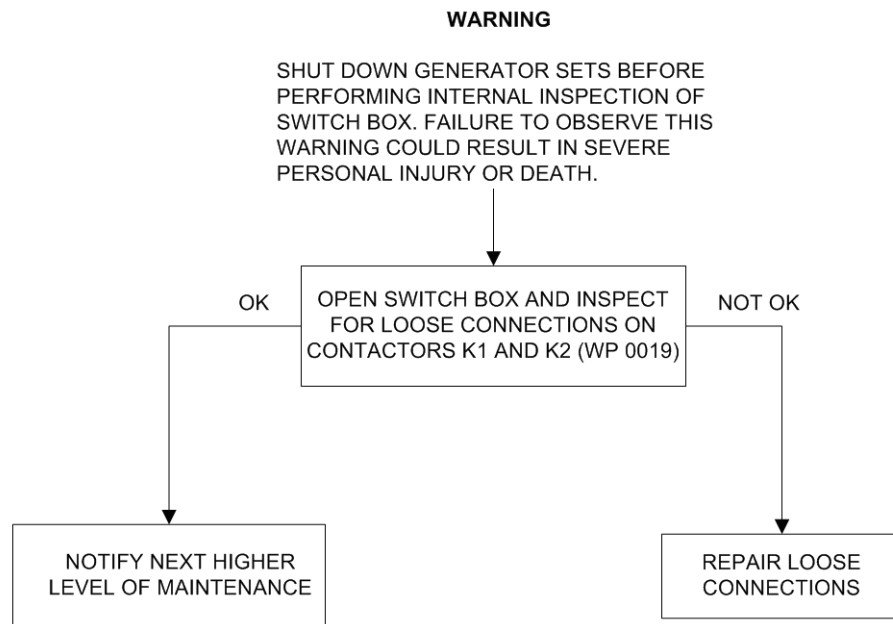 WARNING
SHUT DOWN GENERATOR SETS BEFORE
PERFORMING INTERNAL INSPECTION OF
SWITCH BOX. FAILURE TO OBSERVE THIS
WARNING COULD RESULT IN SEVERE
PERSONAL INJURY OR DEATH.
OPEN SWITCH BOX AND INSPECT
FOR LOOSE CONNECTIONS ON
CONTACTORS K1 AND K2 (WP 0019)
OK
NOT OK
NOTIFY NEXT HIGHER
LEVEL OF MAINTENANCE
REPAIR LOOSE
CONNECTIONS